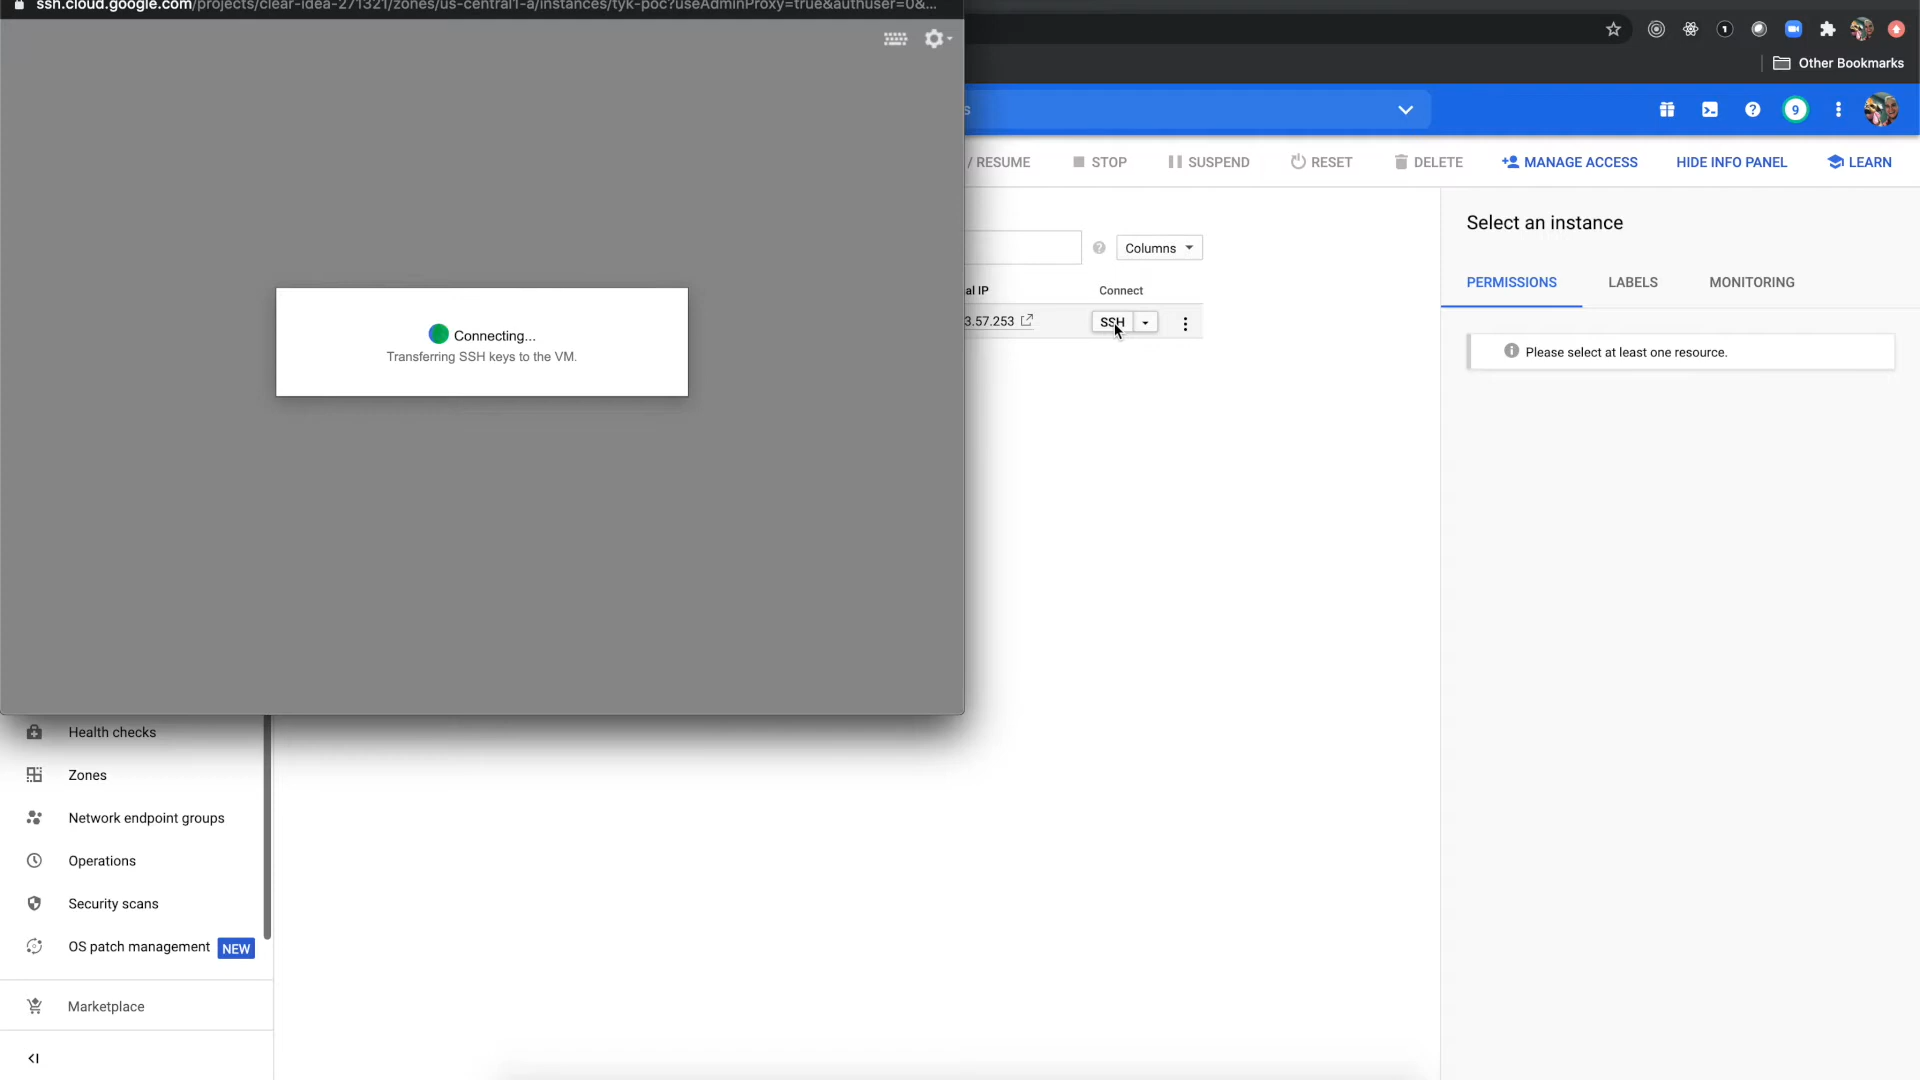 ssh.cloud.google.com/projects/clear-idea-271321/zones/us-central1-a/instances/tyk-poc?useAdminProxy=true&authuser=0&...
Other Bookmarks
s
9
/ RESUME
STOP
SUSPEND
RESET
DELETE
MANAGE ACCESS
HIDE INFO PANEL
LEARN
Select an instance
Columns
PERMISSIONS
LABELS
MONITORING
al IP
Connect
3.57.253
SSH
Please select at least one resource.
Connecting...
Transferring SSH keys to the VM.
Health checks
Zones
Network endpoint groups
Operations
Security scans
OS patch management NEW
Marketplace